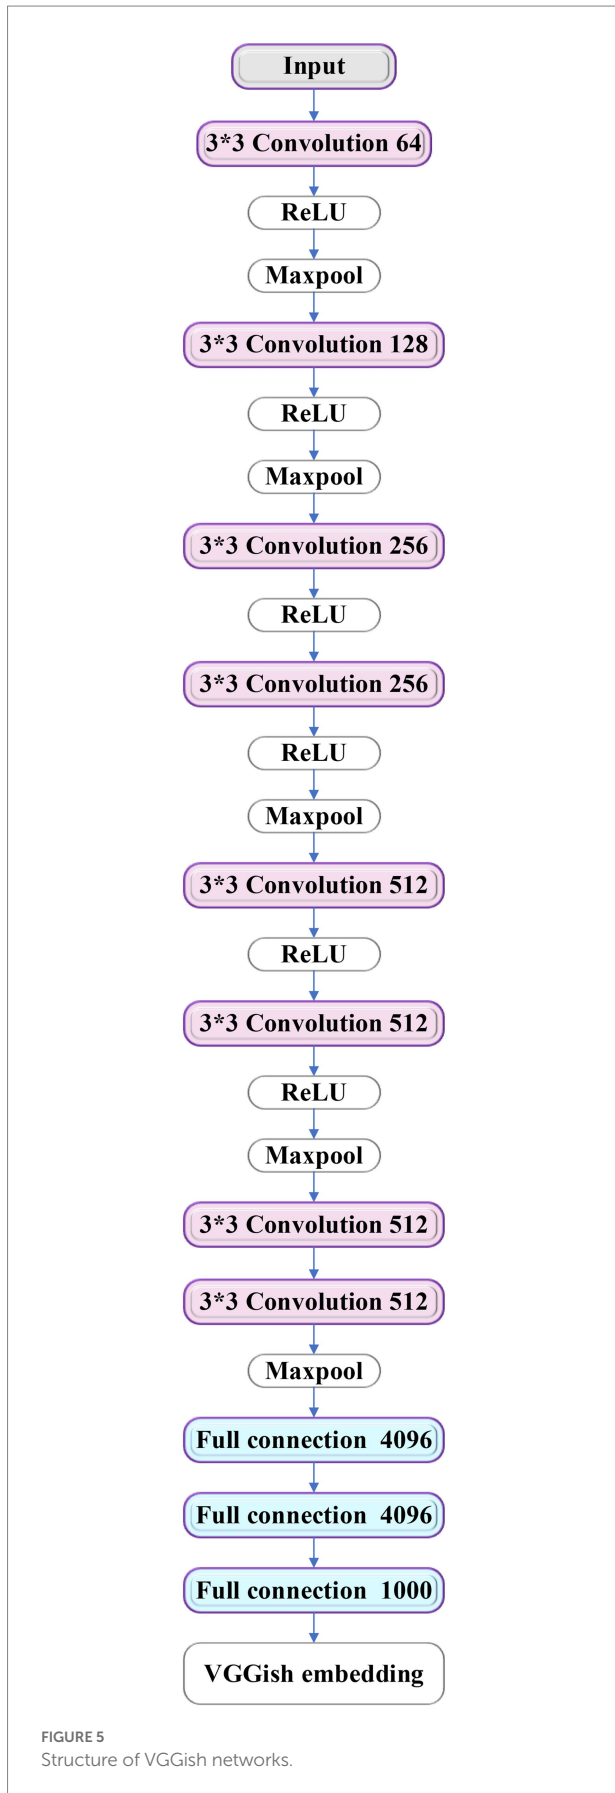 Input
3*3 Convolution 64
ReLU
Maxpool
3*3 Convolution 128
ReLU
Maxpool
3*3 Convolution 256
ReLU
3*3 Convolution 256
ReLU
Maxpool
3*3 Convolution 512
ReLU
3*3 Convolution 512
ReLU
Maxpool
3*3 Convolution 512
3*3 Convolution 512
Maxpool
Full connection 4096
Full connection 4096
Full connection 1000
VGGish embedding
FIGURE 5
Structure of VGGish networks.